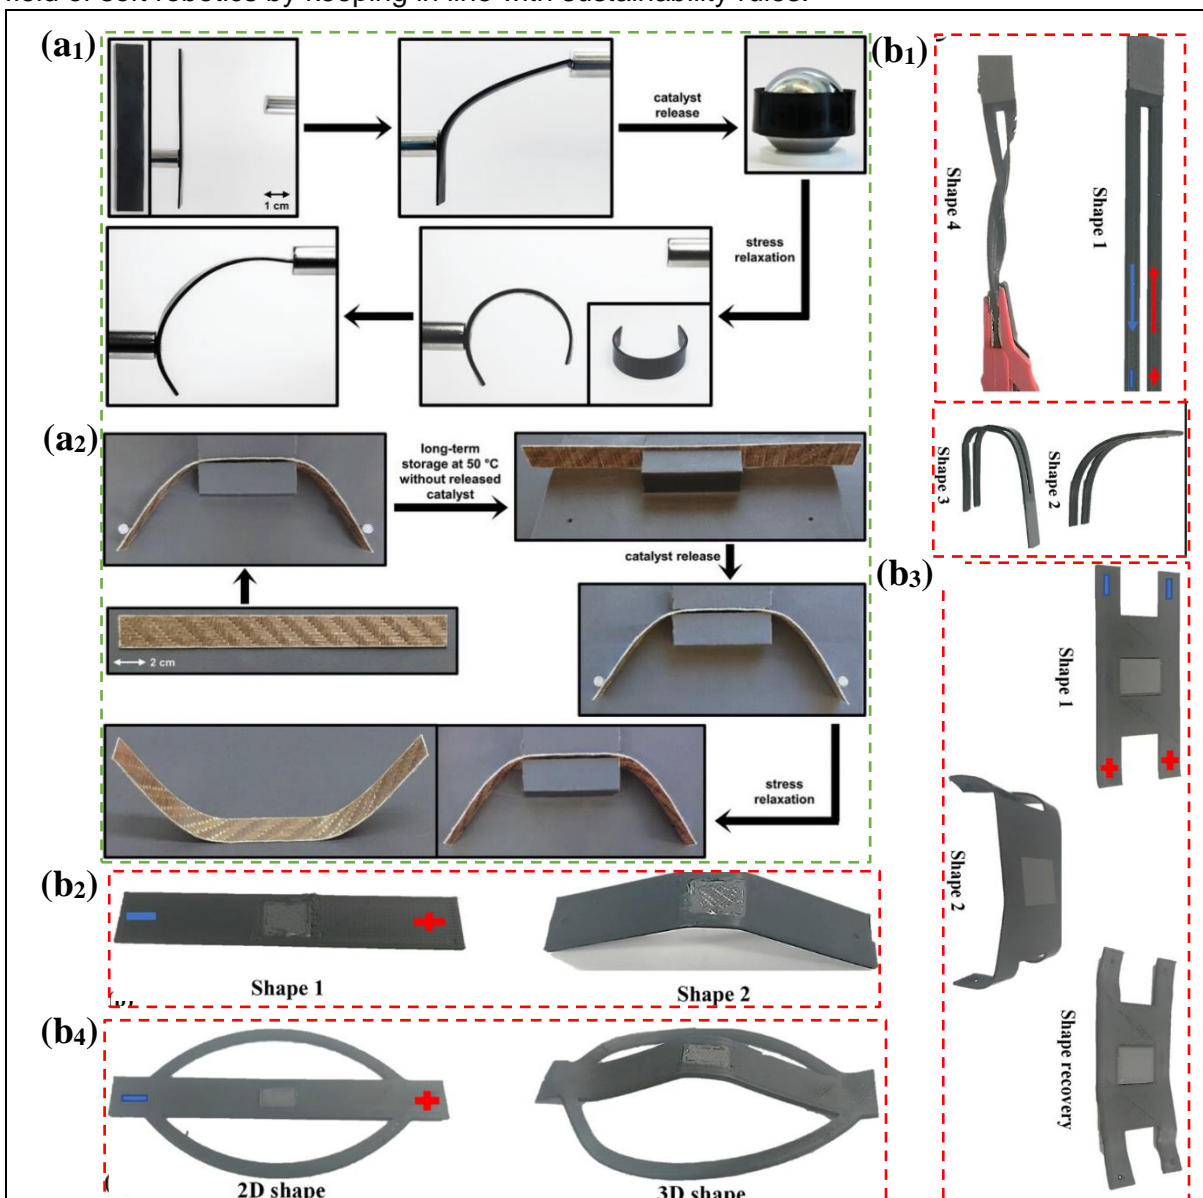 field of soft robotics by keeping in line with sustainability rules.
(a1)
1 cm
catalyst
release
stress
relaxation
(a2)
long-term
storage at 50 °C
without released
catalyst
catalyst release
2 cm
stress
relaxation
(b1)
Shape 4
Shape 1
Shape 3
Shape 2
(b2)
Shape 1
Shape 2
(b3)
Shape 1
Shape 2
Shape recovery
(b4)
2D shape
3D shape